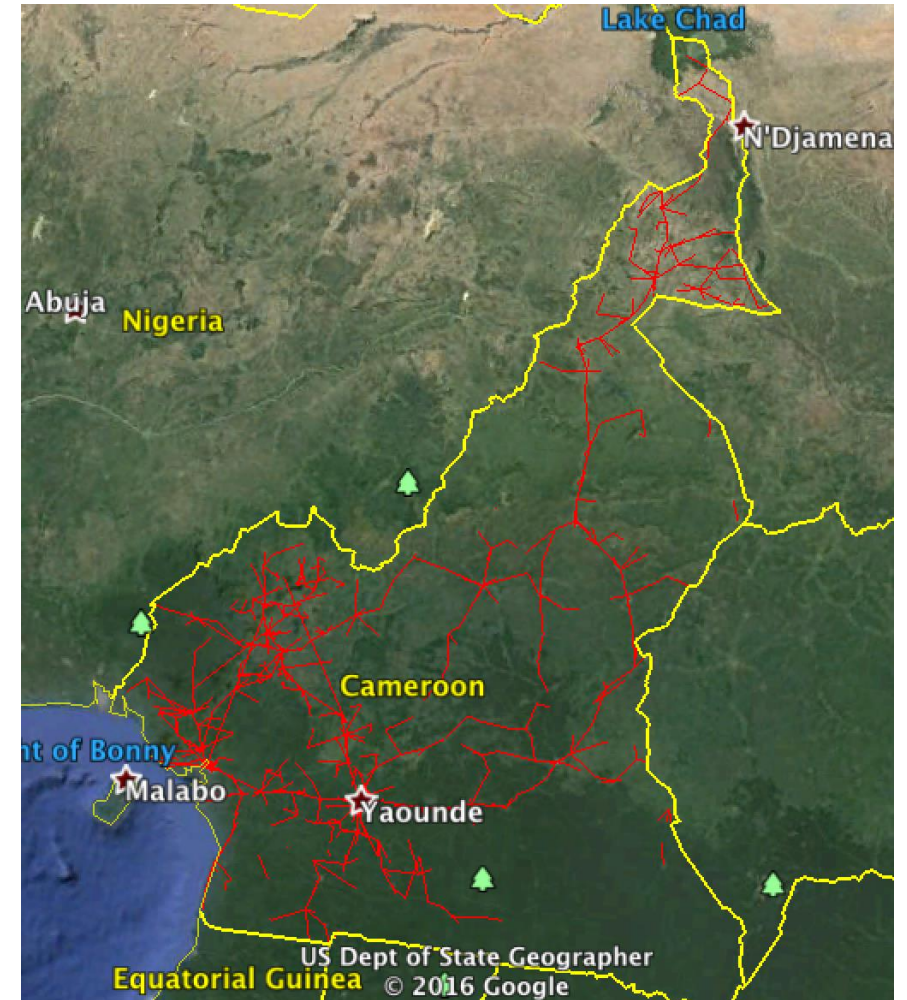 Lake Chad
N'Djamena
Abuja
Nigeria
Cameroon
nt of Bonny
Malabo
Yaounde
US Dept of State Geographer
Equatorial Guinea
© 2016 Google